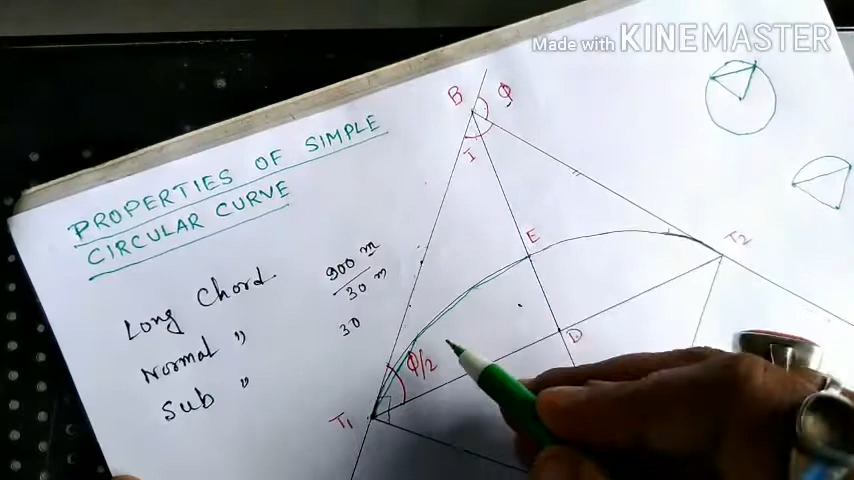 Made with KINEMASTER
PROPERTIES OF SIMPLE
CIRCULAR CURVE
Long Chord. 900 m
30 m
Normal " 30
Sub "
B
Φ
I
E
T2
D
Φ/2
T1